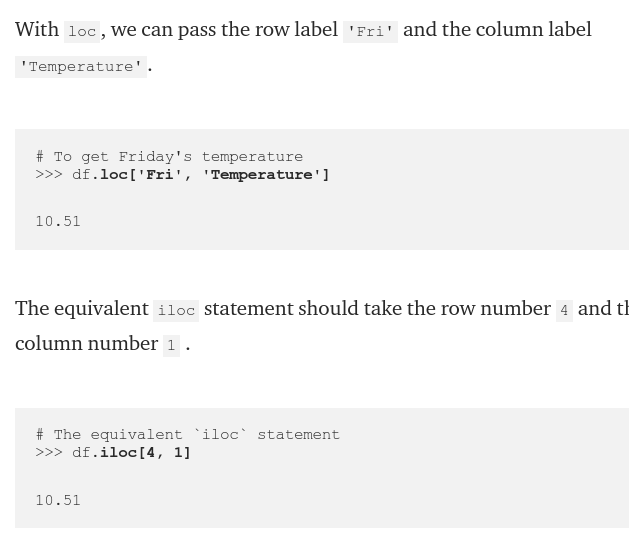 With loc, we can pass the row label 'Fri' and the column label
'Temperature'.
# To get Friday's temperature
>>> df.loc['Fri', 'Temperature']
10.51
The equivalent iloc statement should take the row number 4 and
column number 1 .
# The equivalent `iloc` statement
>>> df.iloc[4, 1]
10.51